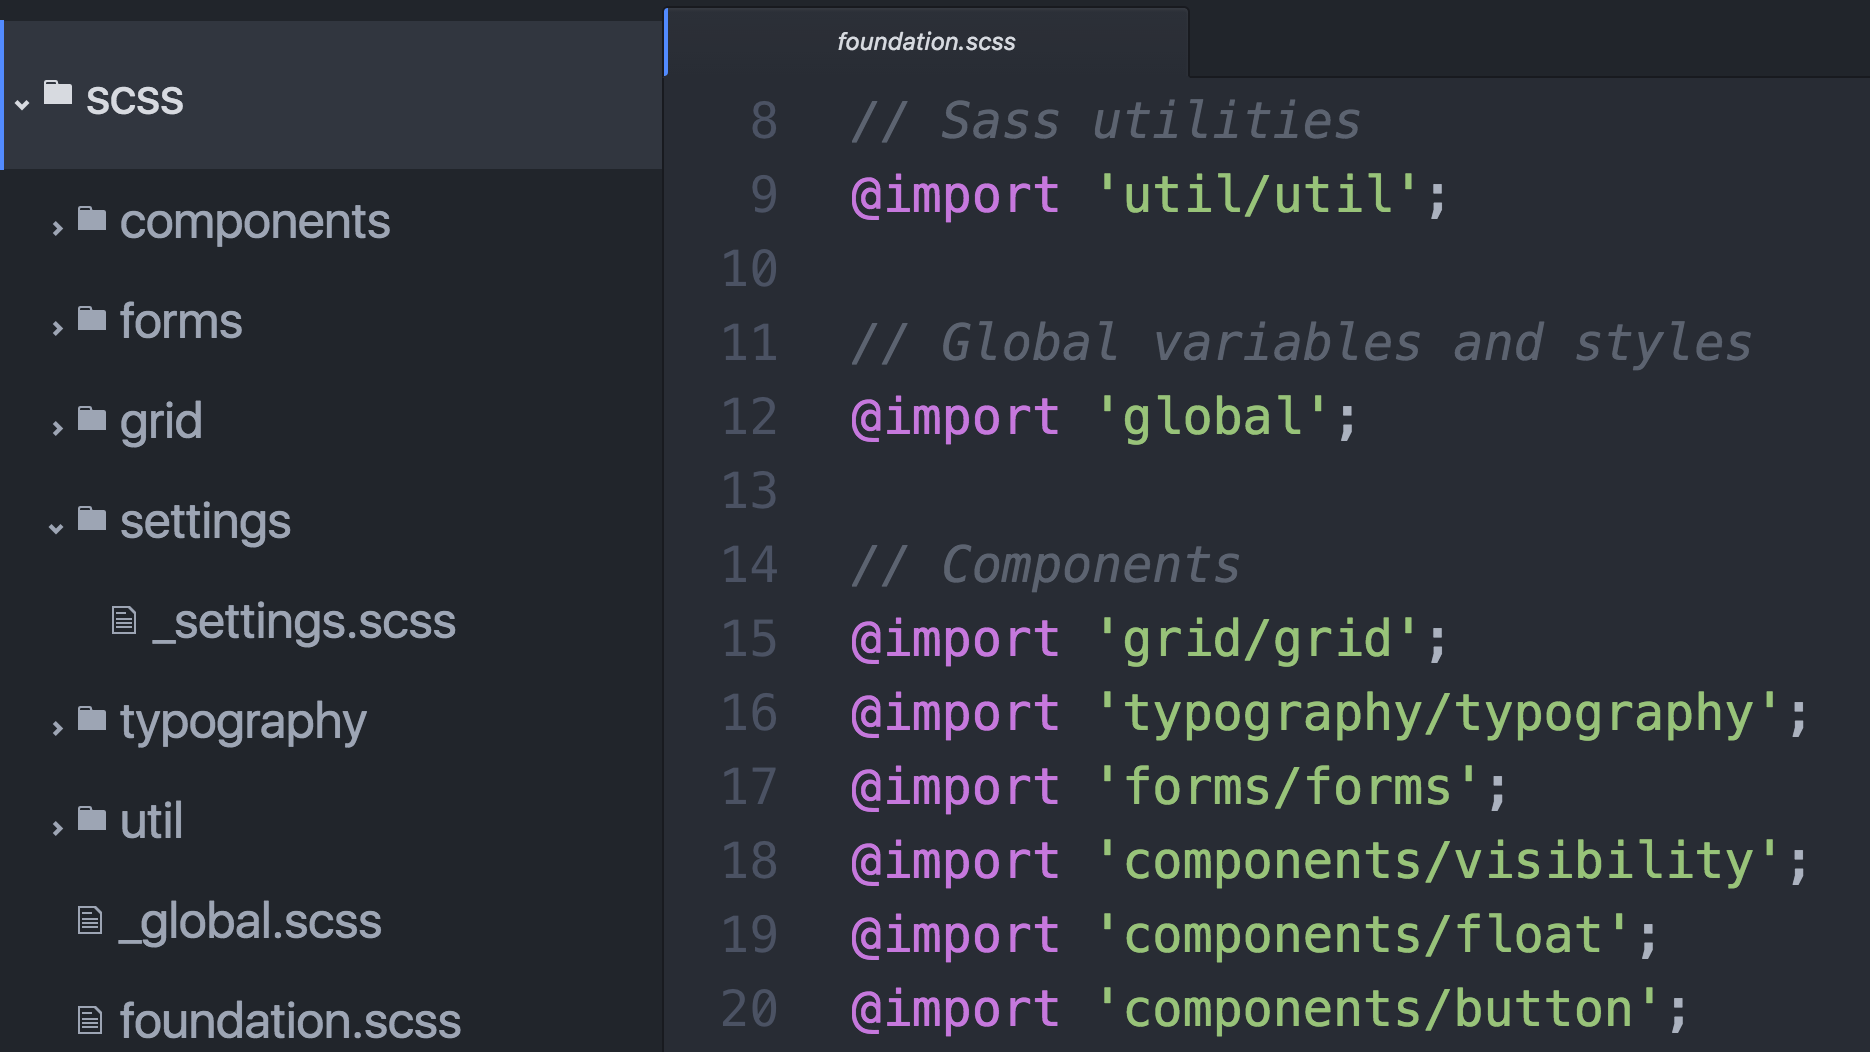 scss
components
forms
grid
settings
_settings.scss
typography
util
_global.scss
foundation.scss
foundation.scss
8 // Sass utilities
9 @import 'util/util';
10
11 // Global variables and styles
12 @import 'global';
13
14 // Components
15 @import 'grid/grid';
16 @import 'typography/typography';
17 @import 'forms/forms';
18 @import 'components/visibility';
19 @import 'components/float';
20 @import 'components/button';